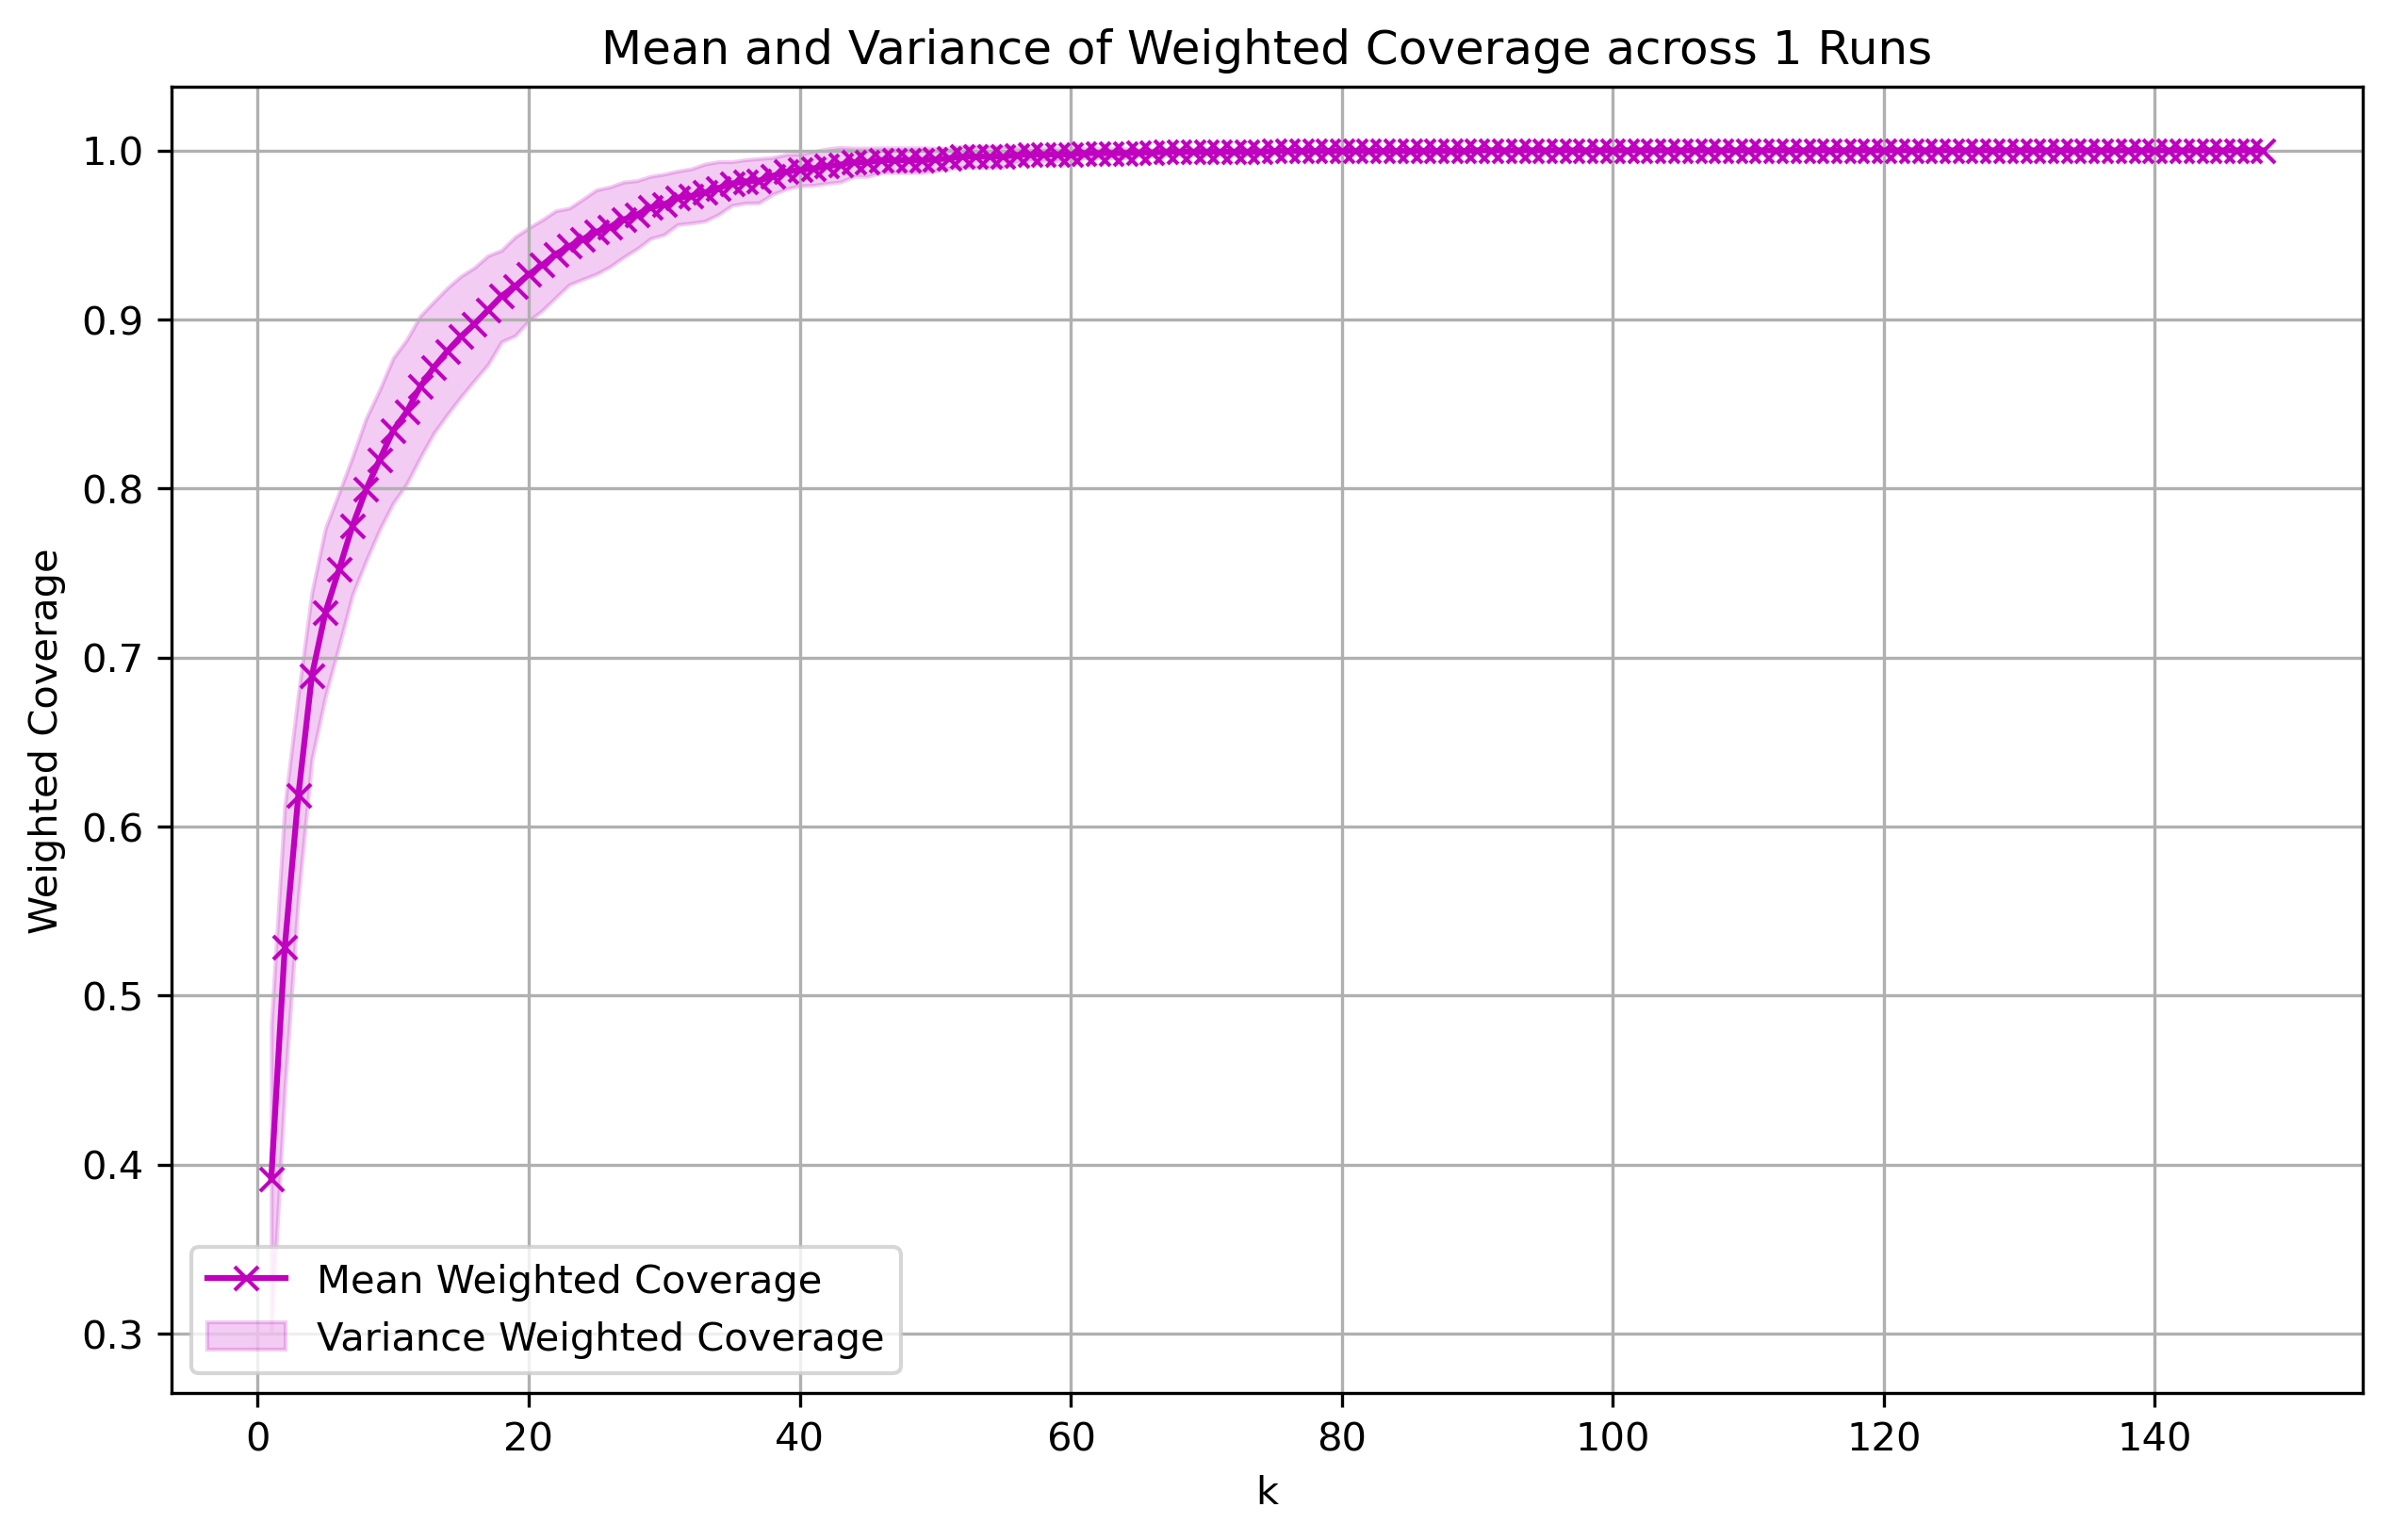 Mean and Variance of Weighted Coverage across 1 Runs
Weighted Coverage
1.0
0.9
0.8
0.7
0.6
0.5
0.4
0.3
Mean Weighted Coverage
Variance Weighted Coverage
0 20 40 60 80 100 120 140
k